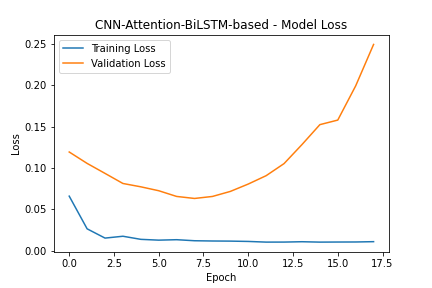 CNN-Attention-BiLSTM-based - Model Loss
Training Loss
Validation Loss
0.25
0.20
0.15
0.10
0.05
0.00
Loss
0.0 2.5 5.0 7.5 10.0 12.5 15.0 17.5
Epoch